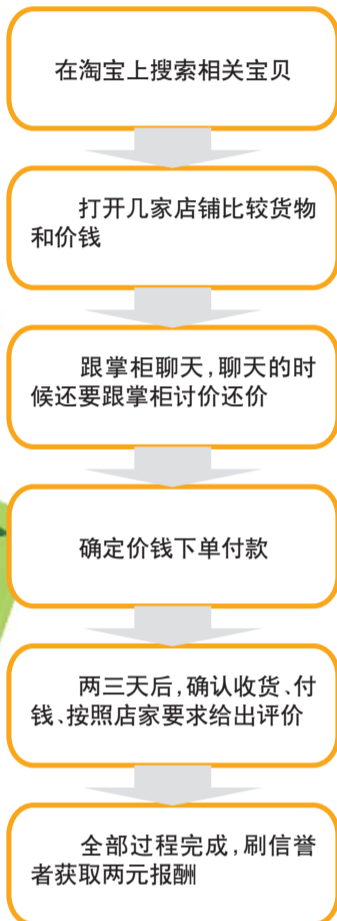 在淘宝上搜索相关宝贝
打开几家店铺比较货物
和价钱
跟掌柜聊天，聊天的时
候还要跟掌柜讨价还价
确定价钱下单付款
两三天后，确认收货、付
钱、按照店家要求给出评价
全部过程完成，刷信誉
者获取两元报酬